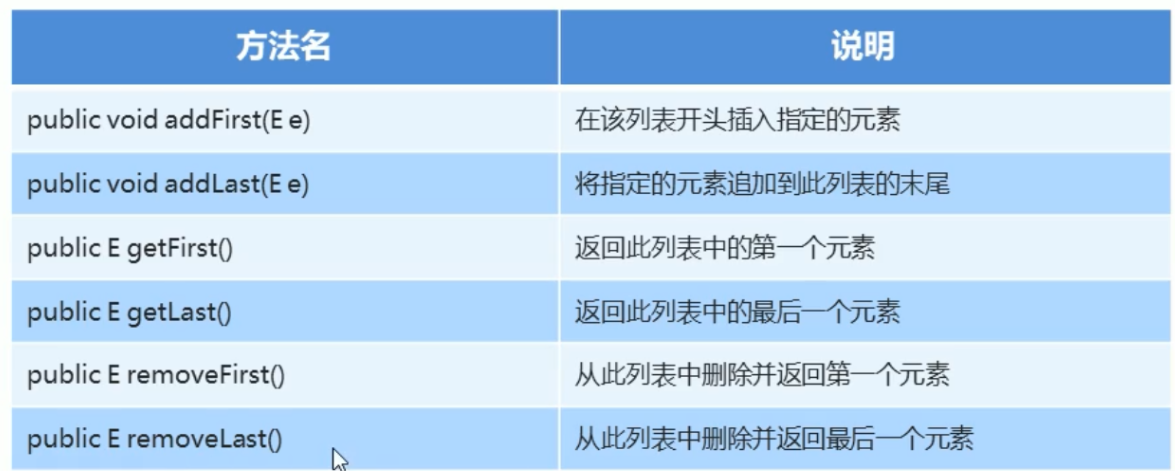 方法名 说明
public void addFirst(E e) 在该列表开头插入指定的元素
public void addLast(E e) 将指定的元素追加到此列表的末尾
public E getFirst() 返回此列表中的第一个元素
public E getLast() 返回此列表中的最后一个元素
public E removeFirst() 从此列表中删除并返回第一个元素
public E removeLast() 从此列表中删除并返回最后一个元素